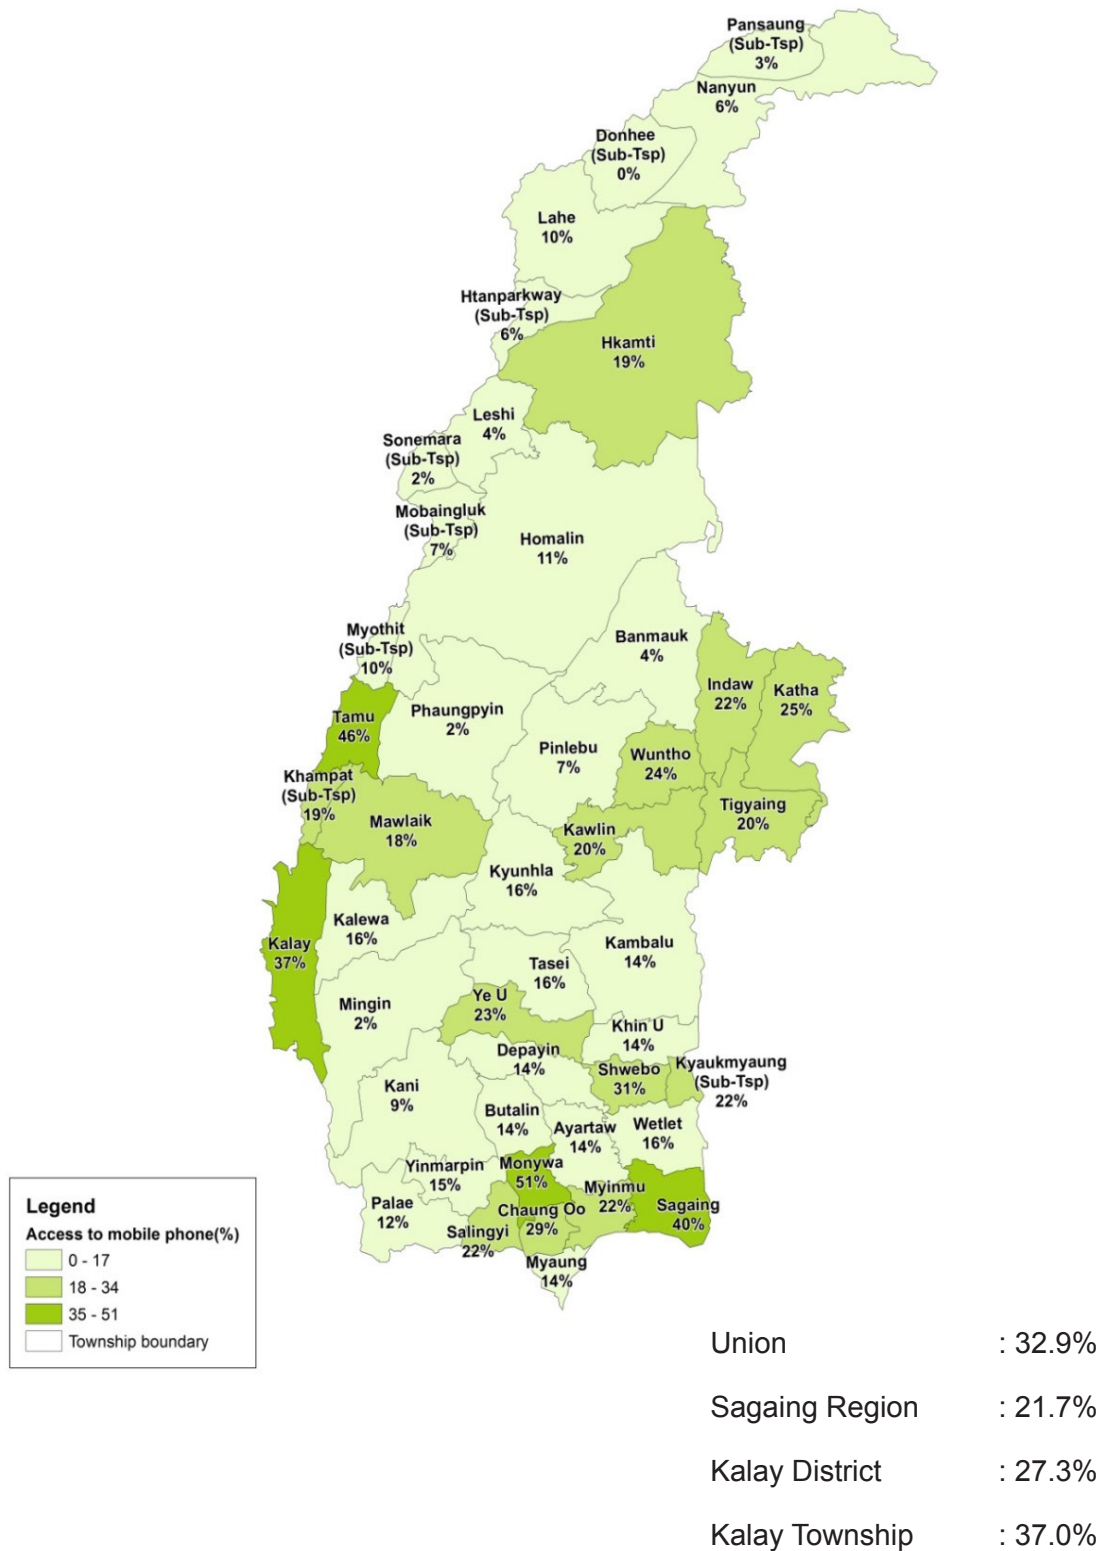 Pansaung
(Sub-Tsp)
3%
Nanyun
6%
Donhee
(Sub-Tsp)
0%
Lahe
10%
Htanparkway
(Sub-Tsp)
6%
Hkamti
19%
Leshi
4%
Sonemara
(Sub-Tsp)
2%
Mobaingluk
(Sub-Tsp)
7%
Homalin
11%
Myothit
(Sub-Tsp)
10%
Banmauk
4%
Indaw
22%
Katha
25%
Tamu
46%
Phaungpyin
2%
Pinlebu
7%
Wuntho
24%
Khampat
(Sub-Tsp)
19%
Mawlaik
18%
Kawlin
20%
Tigyaing
20%
Kyunhla
16%
Kalewa
16%
Kalay
37%
Kambalu
14%
Tasei
16%
Mingin
2%
Ye U
23%
Khin U
14%
Depayin
14%
Shwebo
31%
Kyaukmyaung
(Sub-Tsp)
22%
Kani
9%
Butalin
14%
Ayartaw
14%
Wetlet
16%
Yinmarpin
15%
Monywa
51%
Palae
12%
Salingyi
22%
Chaung Oo
29%
Myinmu
22%
Sagaing
40%
Myaung
14%
Legend
Access to mobile phone(%)
0 - 17
18 - 34
35 - 51
Township boundary
Union : 32.9%
Sagaing Region : 21.7%
Kalay District : 27.3%
Kalay Township : 37.0%